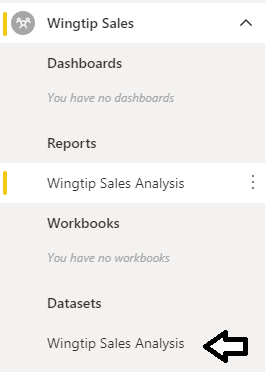 Wingtip Sales
Dashboards
You have no dashboards
Reports
Wingtip Sales Analysis
Workbooks
You have no workbooks
Datasets
Wingtip Sales Analysis